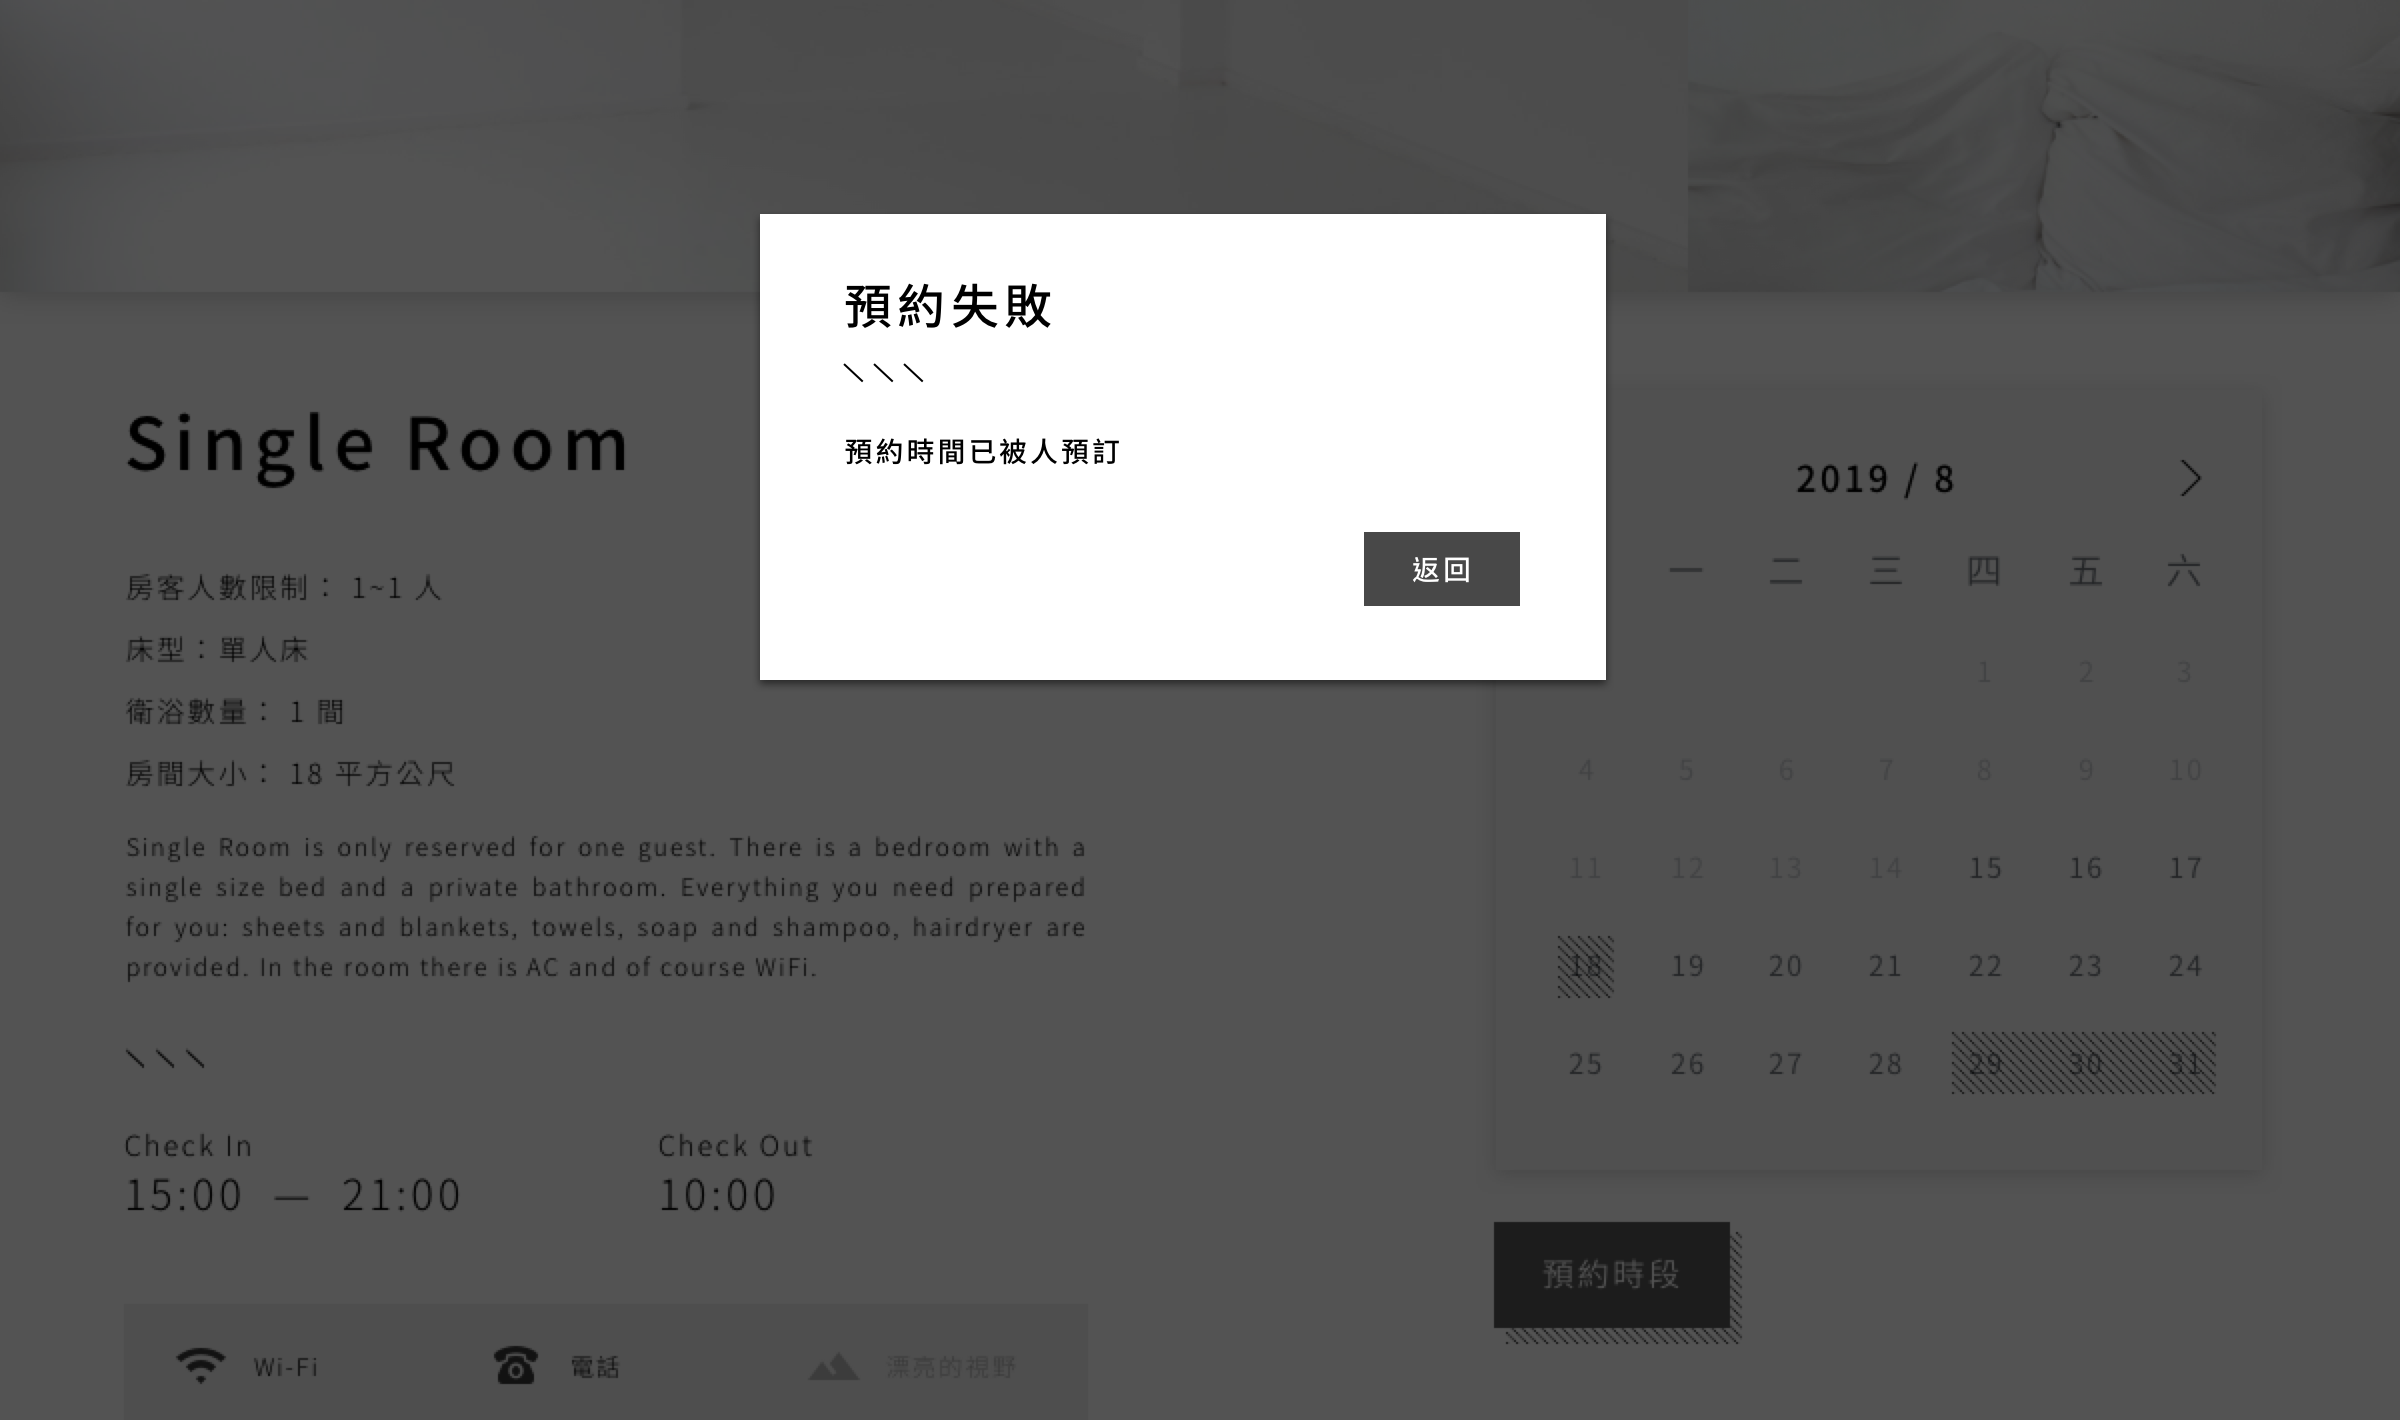 預約失敗
預約時間已被人預訂
返回
Single Room
房客人數限制： 1~1 人
床型：單人床
衛浴數量： 1 間
房間大小： 18 平方公尺
Single Room is only reserved for one guest. There is a bedroom with a
single size bed and a private bathroom. Everything you need prepared
for you: sheets and blankets, towels, soap and shampoo, hairdryer are
provided. In the room there is AC and of course WiFi.
Check In
15:00 — 21:00
Check Out
10:00
Wi-Fi
電話
漂亮的視野
2019 / 8
一 二 三 四 五 六
1 2 3
4 5 6 7 8 9 10
11 12 13 14 15 16 17
18 19 20 21 22 23 24
25 26 27 28 29 30 31
預約時段